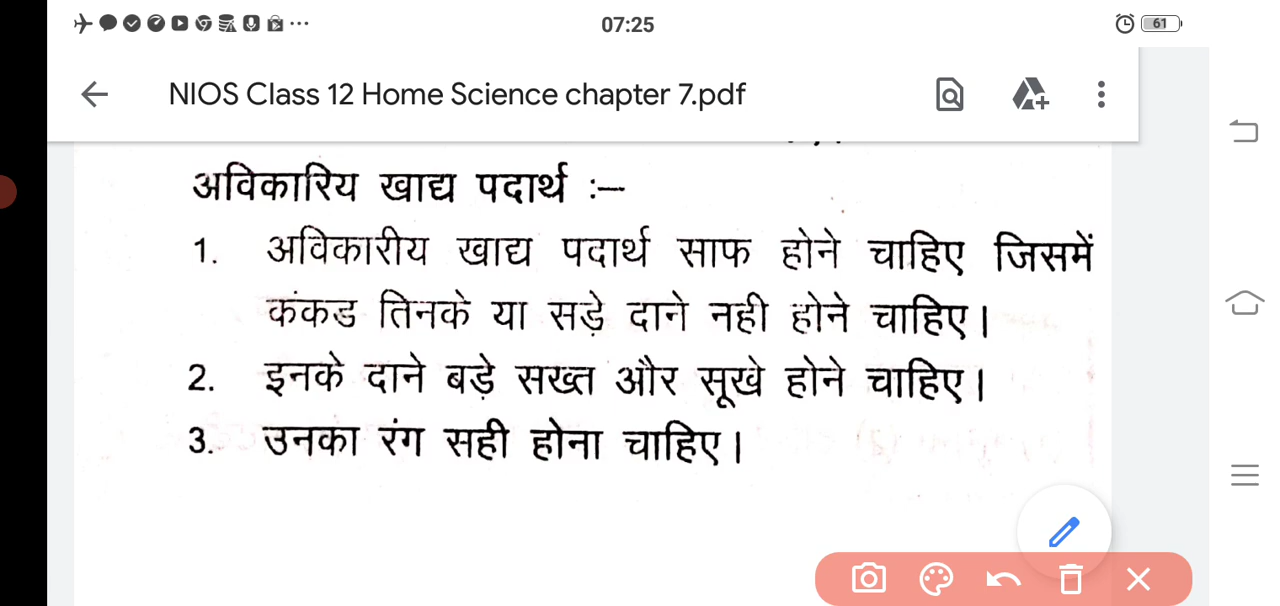 07:25
61
NIOS Class 12 Home Science chapter 7.pdf
अविकारिय खाद्य पदार्थ :–
1. अविकारीय खाद्य पदार्थ साफ होने चाहिए जिसमें
कंकड तिनके या सड़े दाने नही होने चाहिए।
2. इनके दाने बड़े सख्त और सूखे होने चाहिए।
3. उनका रंग सही होना चाहिए।